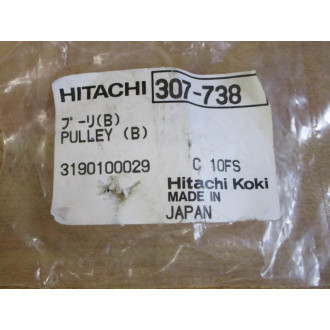 HITACHI 307-738
プーリ(B)
PULLEY (B)
3190100029 C 10FS
Hitachi Koki
MADE IN
JAPAN